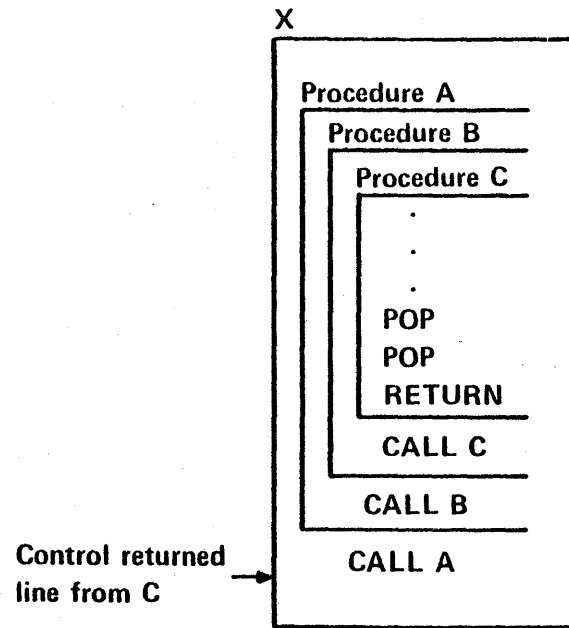 X
Procedure A
Procedure B
Procedure C
.
.
.
POP
POP
RETURN
CALL C
CALL B
CALL A
Control returned
line from C